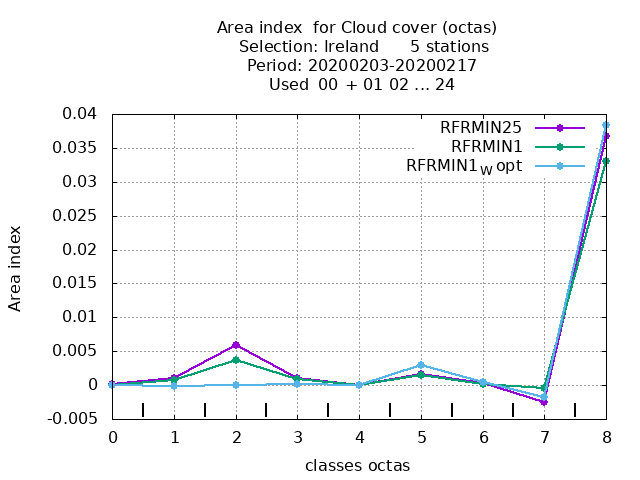 Area index  for Cloud cover (octas)
Selection: Ireland      5 stations
Period: 20200203-20200217
Used  00 + 01 02 ... 24
RFRMIN25
RFRMIN1
RFRMIN1w opt
0.04
0.035
0.03
0.025
0.02
0.015
0.01
0.005
0
-0.005
Area index
0 1 2 3 4 5 6 7 8
classes octas